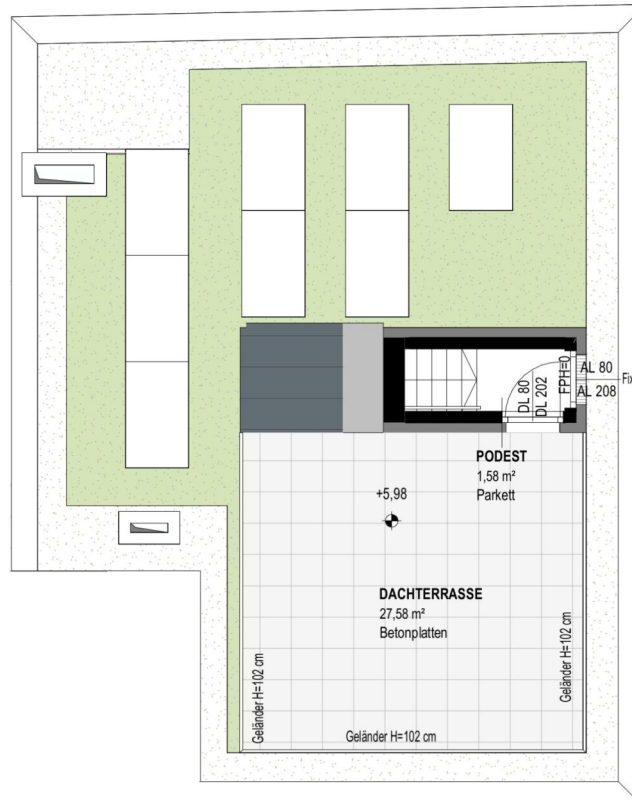 AL 80
AL 208
Fix
FPH=0
DL 80
DL 202
PODEST
1,58 m²
Parkett
+5,98
DACHTERRASSE
27,58 m²
Betonplatten
Geländer H=102 cm
Geländer H=102 cm
Geländer H=102 cm